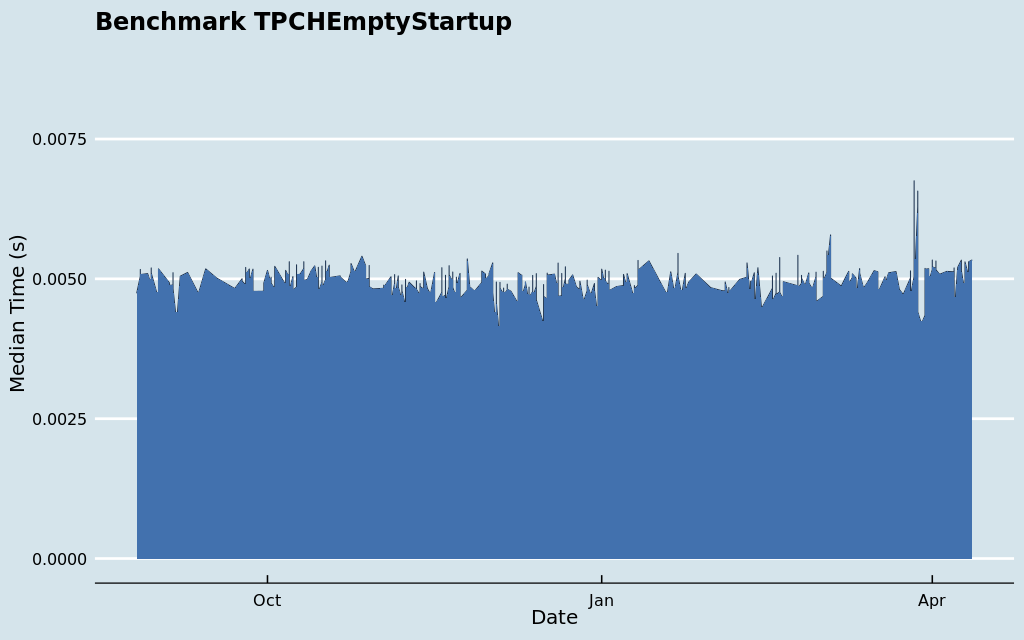 Benchmark TPCHEmptyStartup
Median Time (s)
0.0075
0.0050
0.0025
0.0000
Oct
Jan
Apr
Date